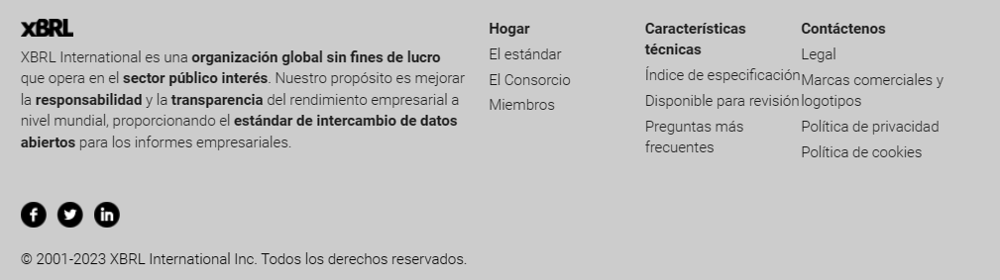 XBRL
XBRL International es una organización global sin fines de lucro
que opera en el sector público interés. Nuestro propósito es mejorar
la responsabilidad y la transparencia del rendimiento empresarial a
nivel mundial, proporcionando el estándar de intercambio de datos
abiertos para los informes empresariales.
Hogar
El estándar
El Consorcio
Miembros
Características
técnicas
Índice de especificación
Disponible para revisión
Preguntas más
frecuentes
Contáctenos
Legal
Marcas comerciales y
logotipos
Política de privacidad
Política de cookies
© 2001-2023 XBRL International Inc. Todos los derechos reservados.